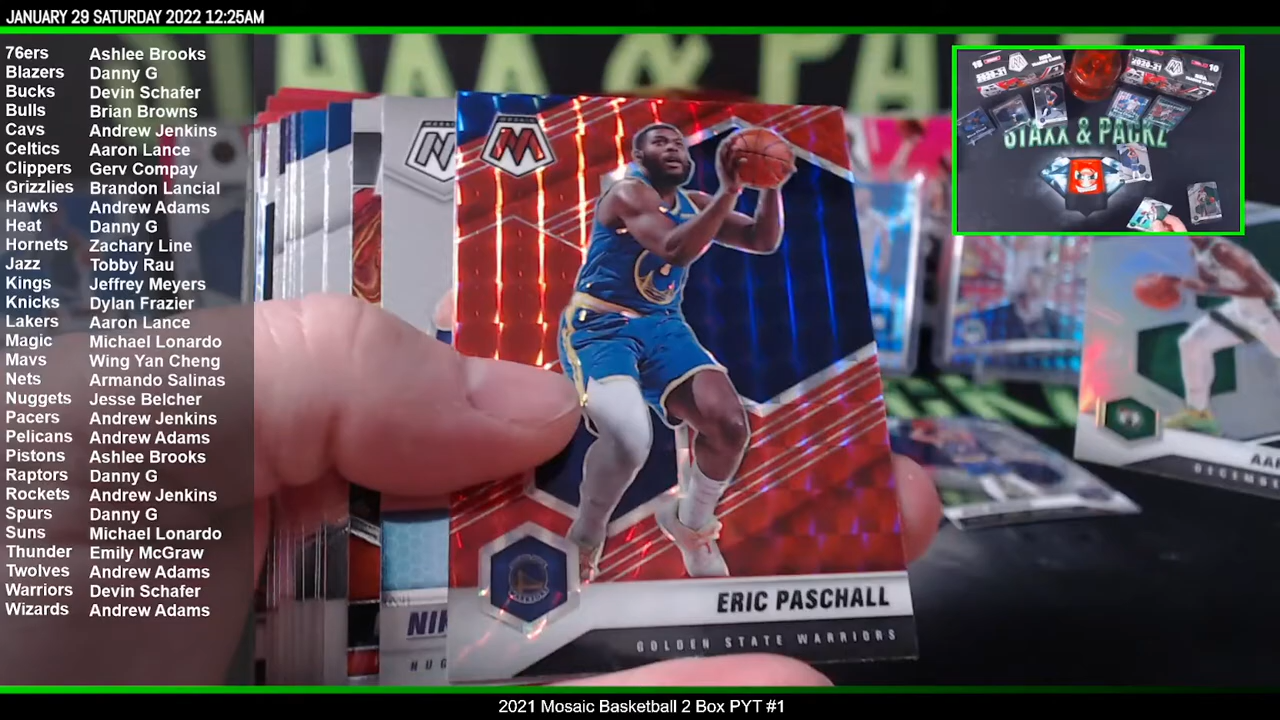 JANUARY 29 SATURDAY 2022 12:25AM
76ers Ashlee Brooks
Blazers Danny G
Bucks Devin Schafer
Bulls Brian Browns
Cavs Andrew Jenkins
Celtics Aaron Lance
Clippers Gerv Compay
Grizzlies Brandon Lancial
Hawks Andrew Adams
Heat Danny G
Hornets Zachary Line
Jazz Tobby Rau
Kings Jeffrey Meyers
Knicks Dylan Frazier
Lakers Aaron Lance
Magic Michael Lonardo
Mavs Wing Yan Cheng
Nets Armando Salinas
Nuggets Jesse Belcher
Pacers Andrew Jenkins
Pelicans Andrew Adams
Pistons Ashlee Brooks
Raptors Danny G
Rockets Andrew Jenkins
Spurs Danny G
Suns Michael Lonardo
Thunder Emily McGraw
Twolves Andrew Adams
Warriors Devin Schafer
Wizards Andrew Adams
MOSAIC
ERIC PASCHALL
GOLDEN STATE WARRIORS
NI
NUG
STAXX & PACKZ
2021 Mosaic Basketball 2 Box PYT #1